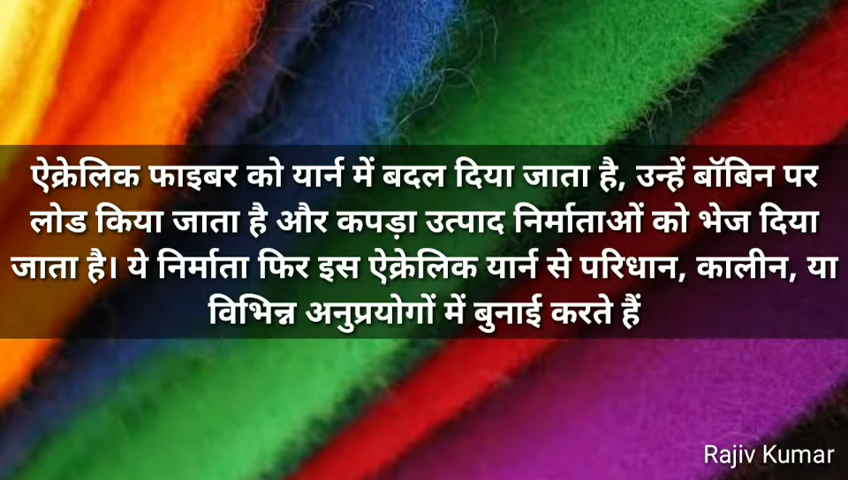 ऐक्रेलिक फाइबर को यार्न में बदल दिया जाता है, उन्हें बॉबिन पर
लोड किया जाता है और कपड़ा उत्पाद निर्माताओं को भेज दिया
जाता है। ये निर्माता फिर इस ऐक्रेलिक यार्न से परिधान, कालीन, या
विभिन्न अनुप्रयोगों में बुनाई करते हैं
Rajiv Kumar